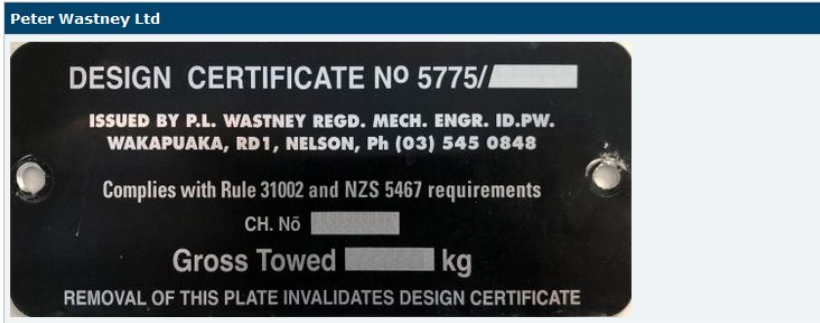 Peter Wastney Ltd
DESIGN CERTIFICATE Nº 5775/
ISSUED BY P.L. WASTNEY REGD. MECH. ENGR. ID.PW.
WAKAPUAKA, RD1, NELSON, Ph (03) 545 0848
Complies with Rule 31002 and NZS 5467 requirements
CH. Nõ
Gross Towed kg
REMOVAL OF THIS PLATE INVALIDATES DESIGN CERTIFICATE